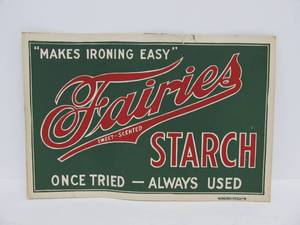 "MAKES IRONING EASY"
Fairies
SWEET-SCENTED
STARCH
ONCE TRIED — ALWAYS USED